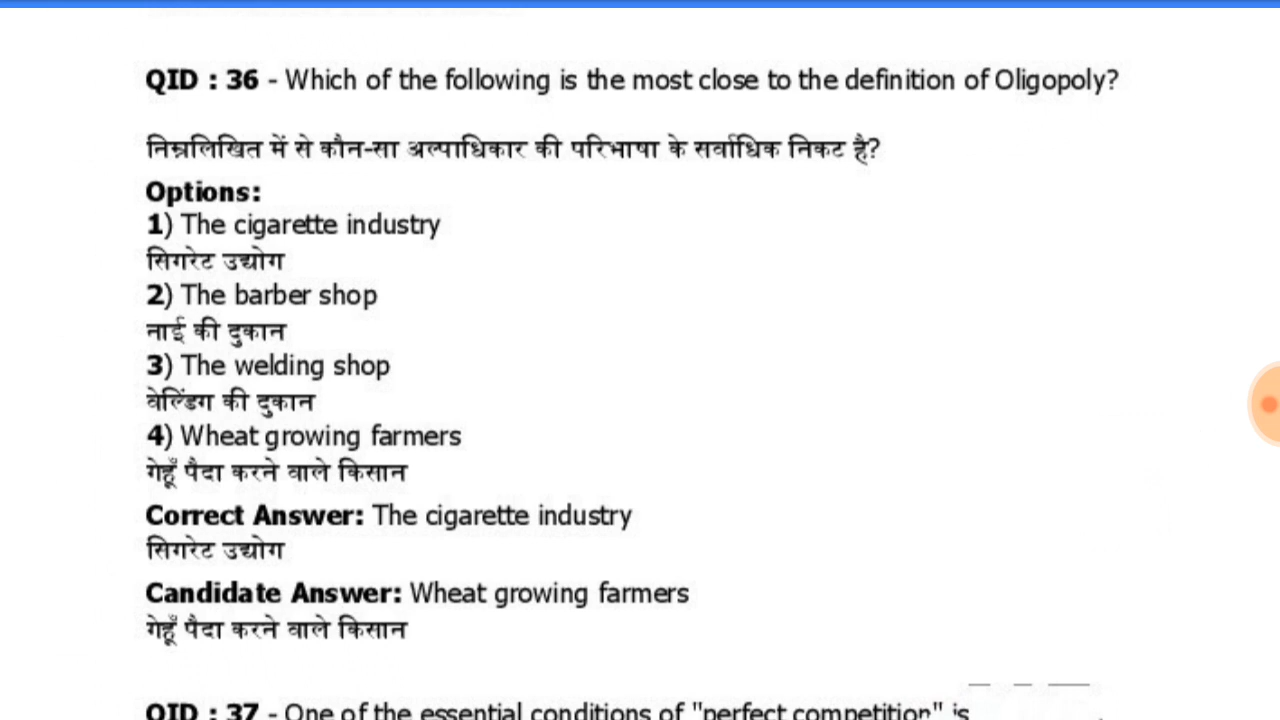 QID : 36 - Which of the following is the most close to the definition of Oligopoly?
निम्नलिखित में से कौन-सा अल्पाधिकार की परिभाषा के सर्वाधिक निकट है?
Options:
1) The cigarette industry
सिगरेट उद्योग
2) The barber shop
नाई की दुकान
3) The welding shop
वेल्डिंग की दुकान
4) Wheat growing farmers
गेहूँ पैदा करने वाले किसान
Correct Answer: The cigarette industry
सिगरेट उद्योग
Candidate Answer: Wheat growing farmers
गेहूँ पैदा करने वाले किसान
QID : 37 - One of the essential conditions of "perfect competition" is